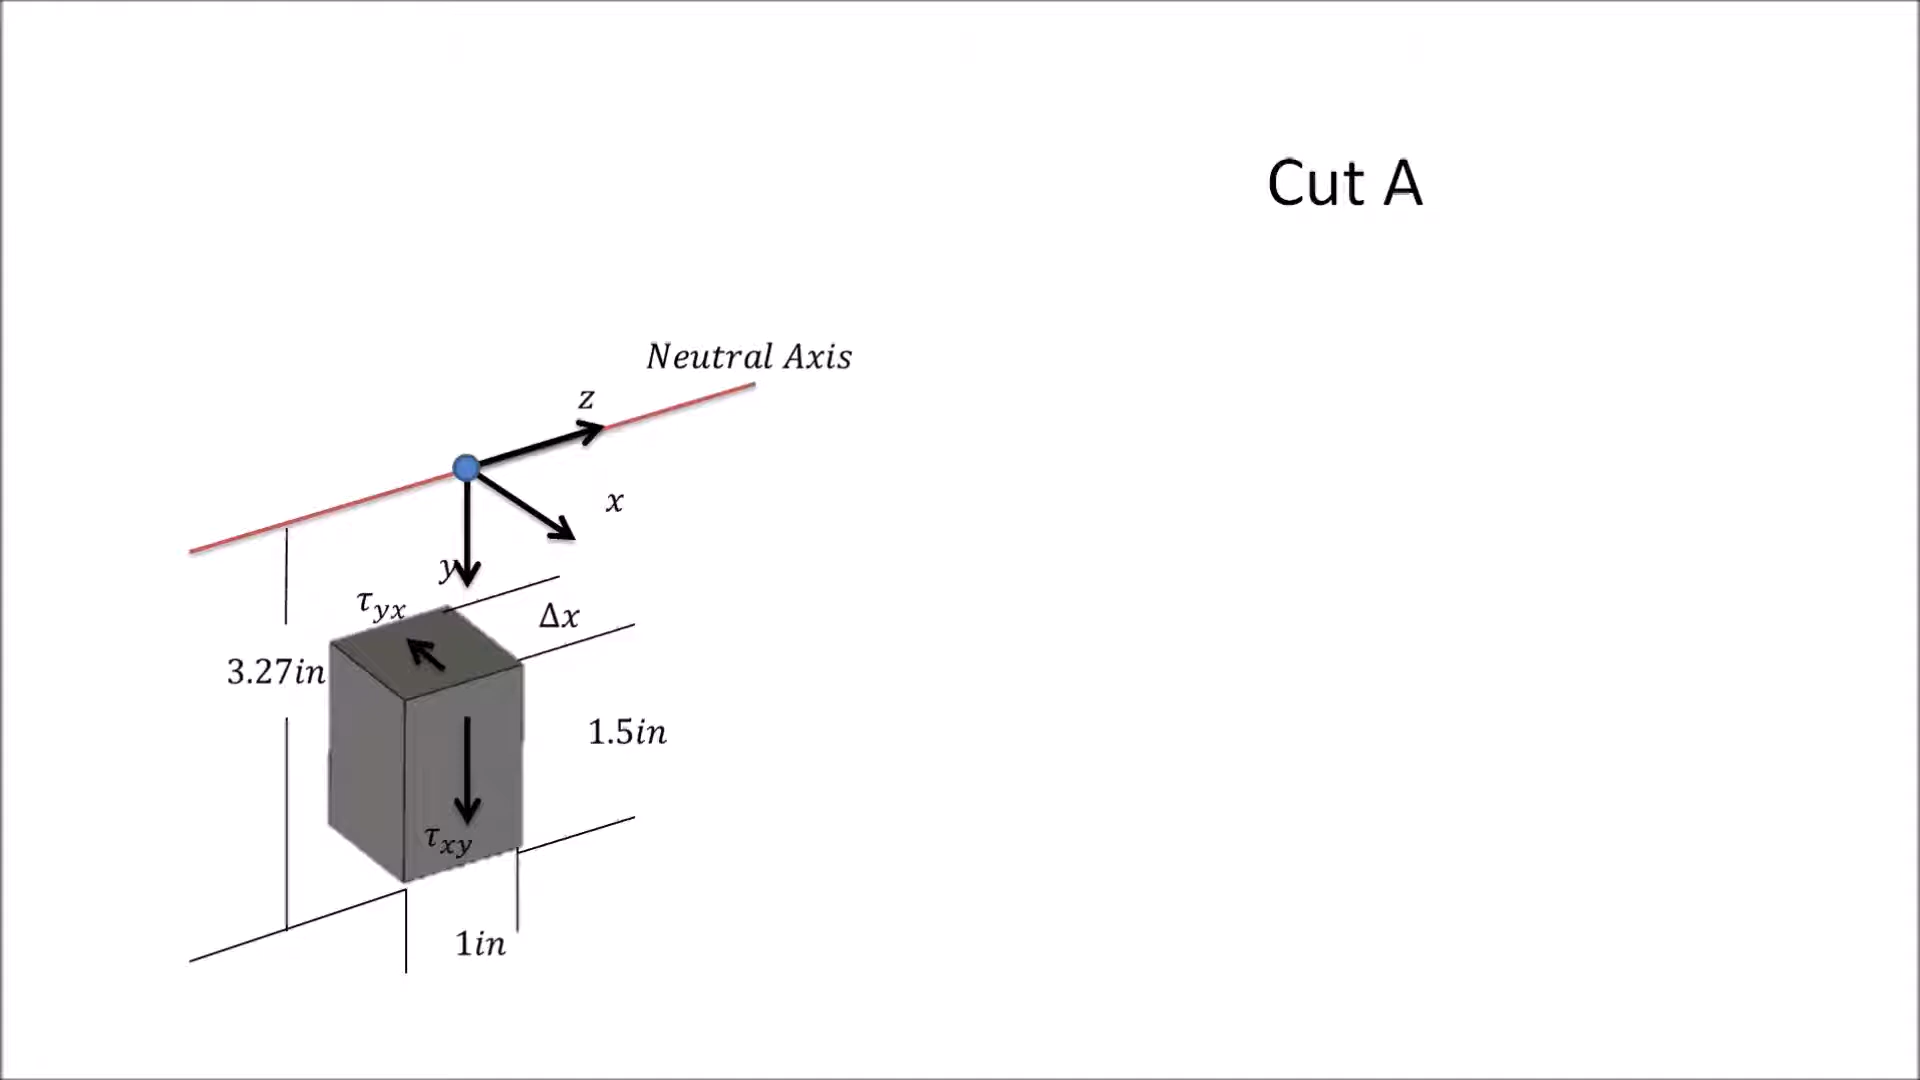 Cut A
Neutral Axis
z
x
y
τyx
Δx
3.27in
1.5in
τxy
1in